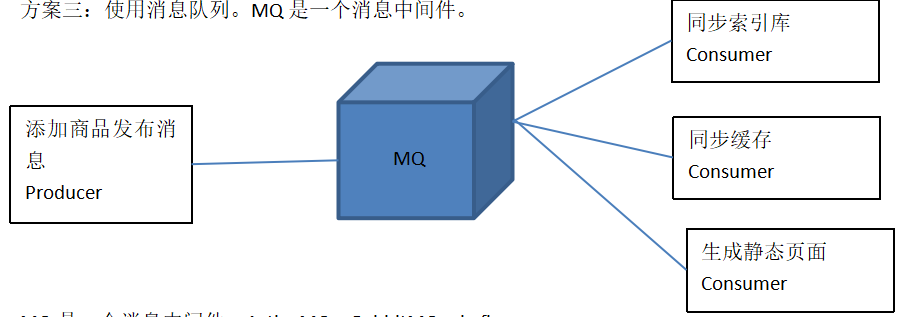 方案三：使用消息队列。MQ 是一个消息中间件。
同步索引库
Consumer
添加商品发布消
息
Producer
MQ
同步缓存
Consumer
生成静态页面
Consumer